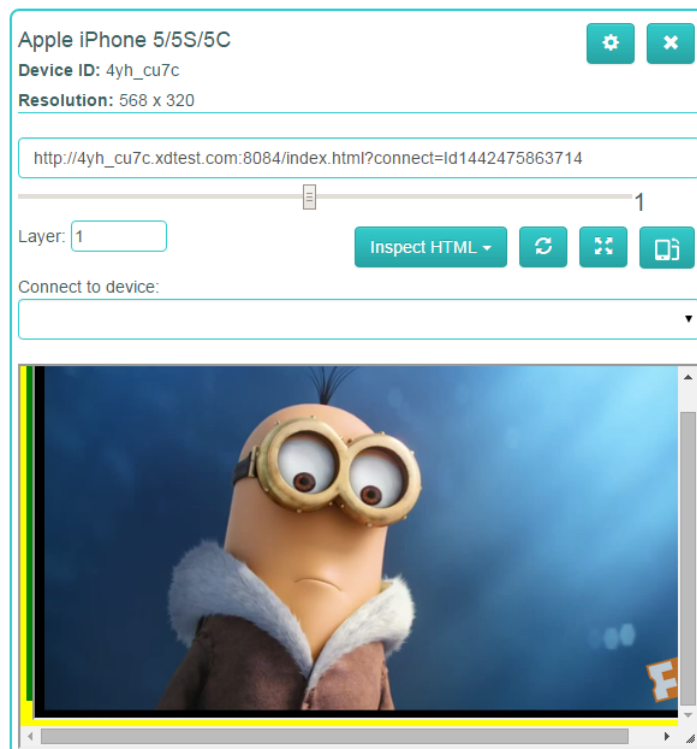 Apple iPhone 5/5S/5C
Device ID: 4yh_cu7c
Resolution: 568 x 320
http://4yh_cu7c.xdtest.com:8084/index.html?connect=Id1442475863714
1
Layer: 1
Inspect HTML
Connect to device:
F